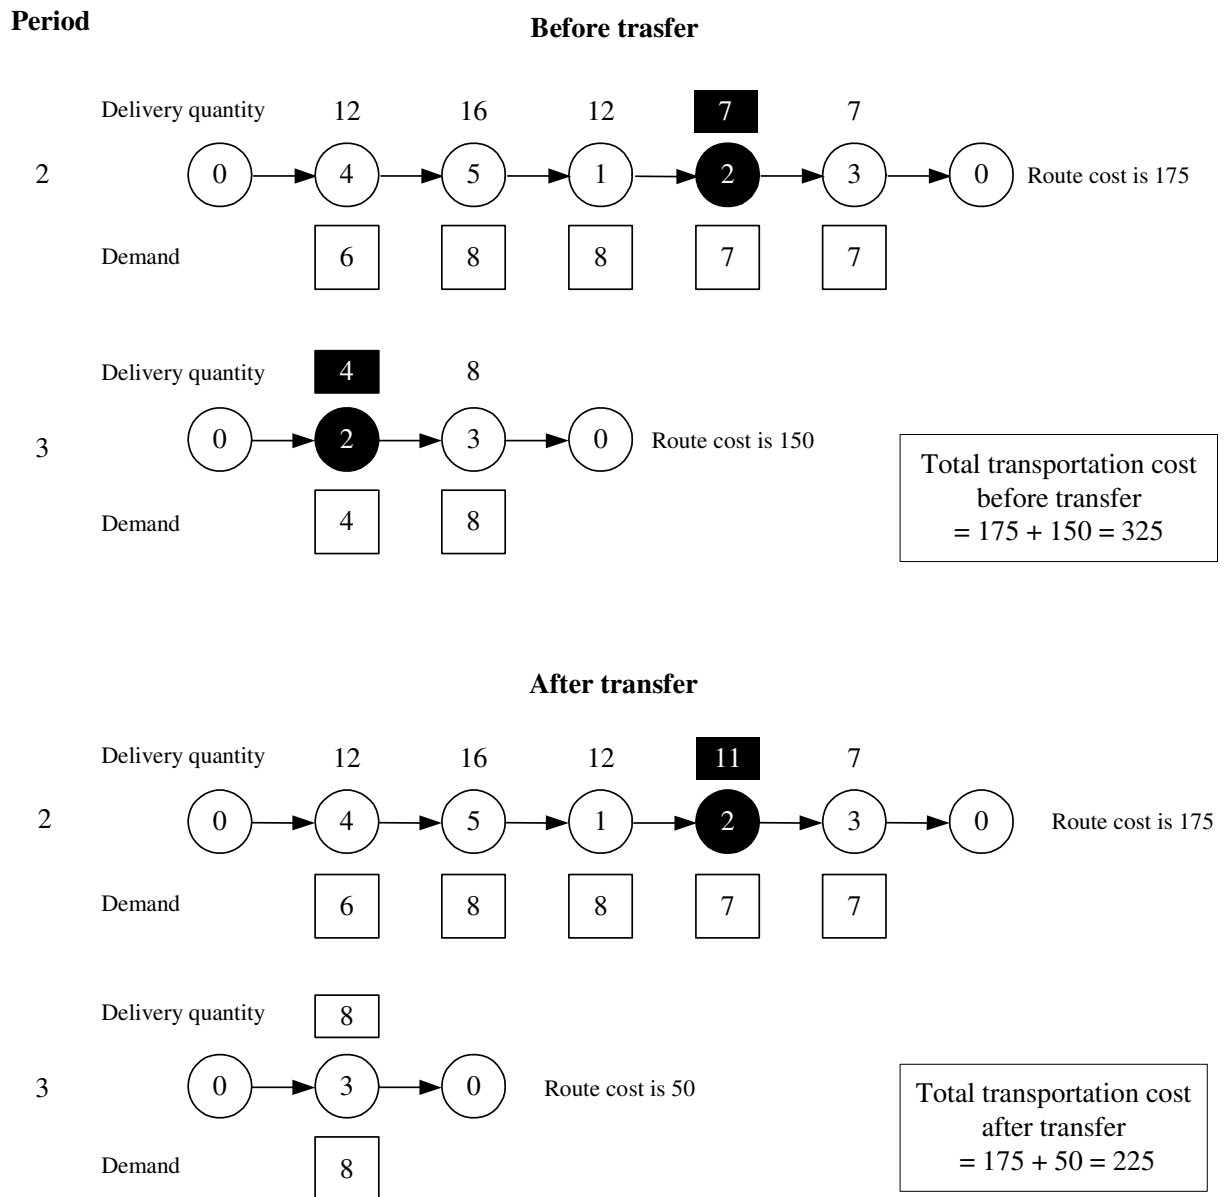 Period
Before trasfer
Delivery quantity 12 16 12 7 7
2 0 4 5 1 2 3 0 Route cost is 175
Demand 6 8 8 7 7
Delivery quantity 4 8
3 0 2 3 0 Route cost is 150
Demand 4 8
Total transportation cost
before transfer
= 175 + 150 = 325
After transfer
Delivery quantity 12 16 12 11 7
2 0 4 5 1 2 3 0 Route cost is 175
Demand 6 8 8 7 7
Delivery quantity 8
3 0 3 0 Route cost is 50
Demand 8
Total transportation cost
after transfer
= 175 + 50 = 225